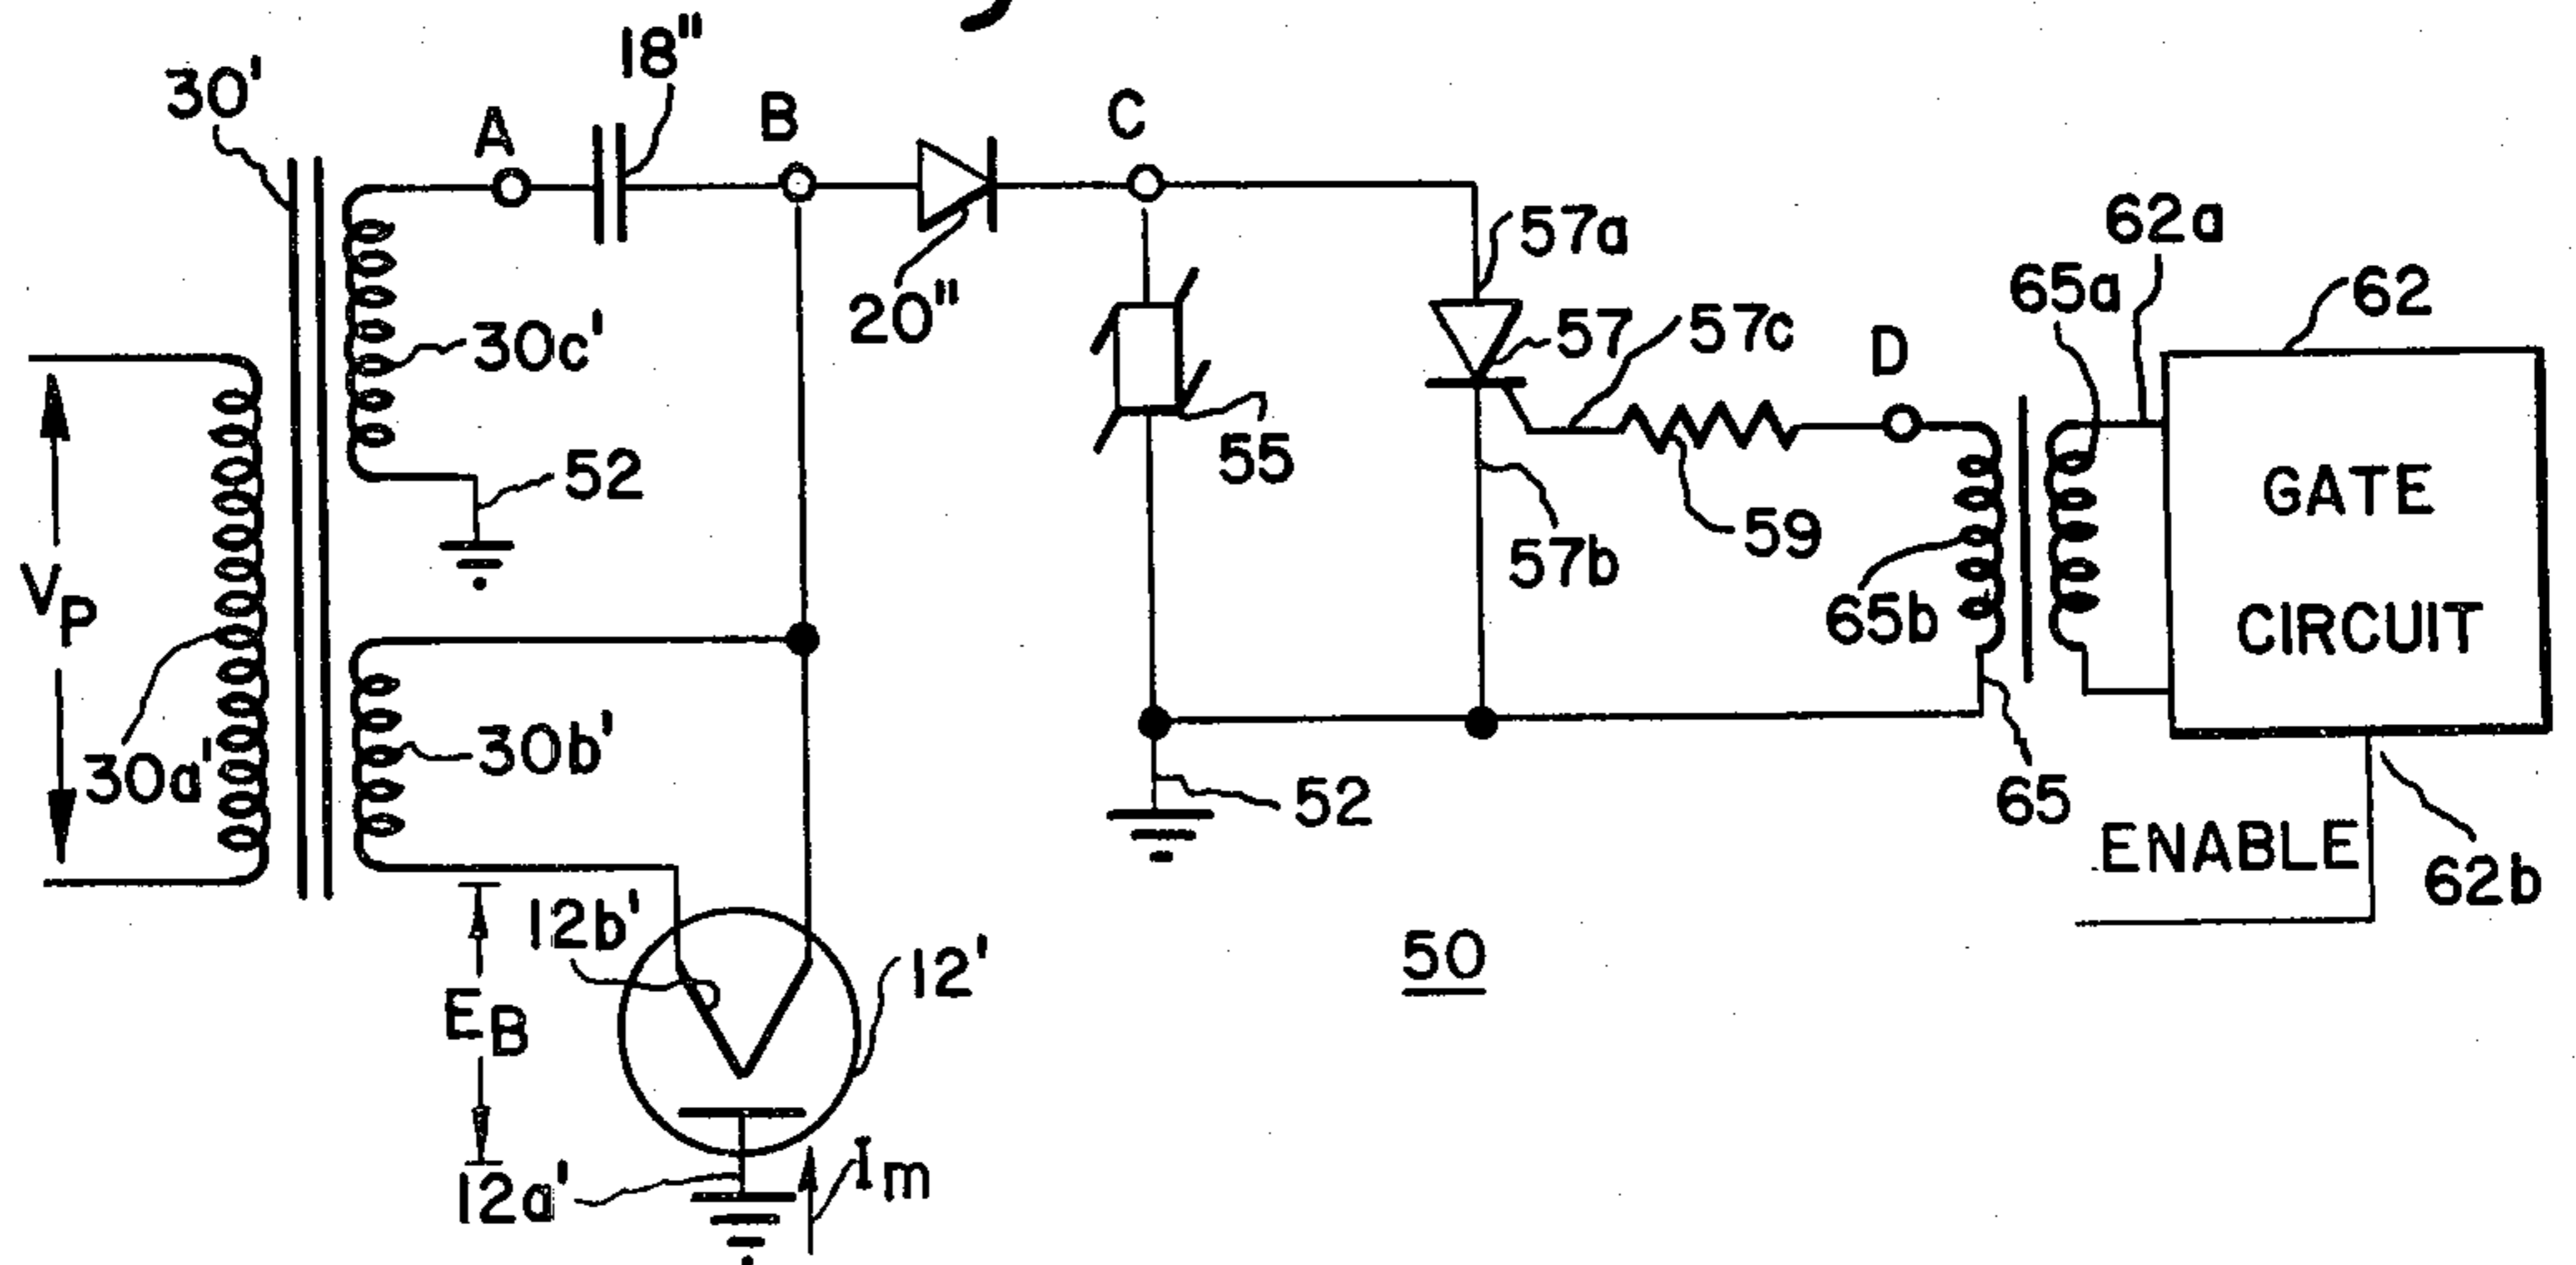 18"
30'
A
B
C
57a
62a
65a
62
20"
30c'
57
57c
D
52
55
GATE
CIRCUIT
59
57b
65b
VP
30b'
30a'
52
65
ENABLE
62b
12b'
12'
50
EB
12a'
Im